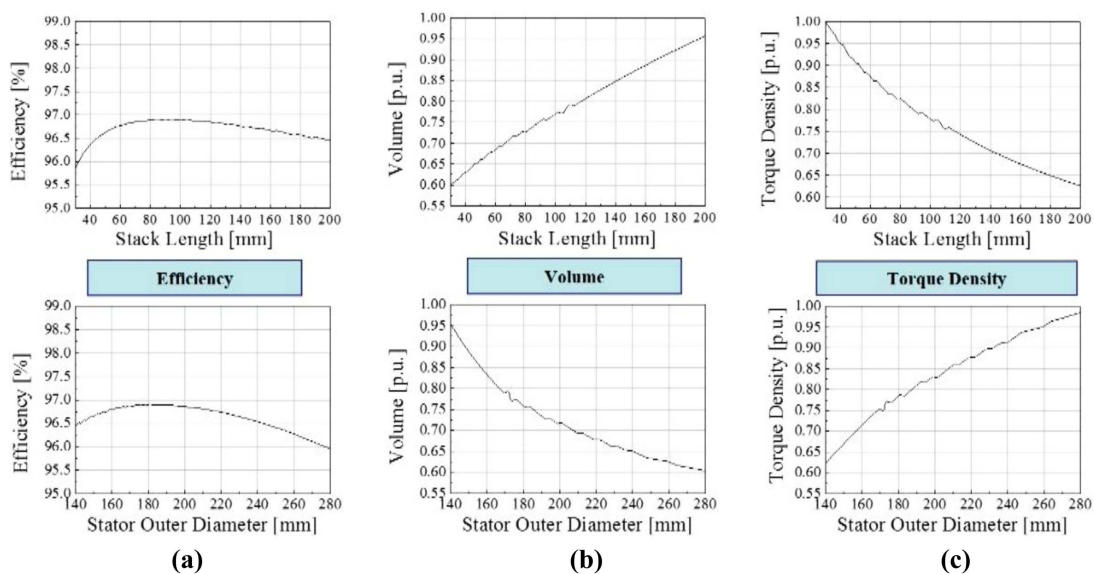 99.0
98.5
98.0
97.5
97.0
96.5
96.0
95.5
95.0
Efficiency [%]
40 60 80 100 120 140 160 180 200
Stack Length [mm]
1.00
0.95
0.90
0.85
0.80
0.75
0.70
0.65
0.60
0.55
Volume [p.u.]
40 60 80 100 120 140 160 180 200
Stack Length [mm]
1.00
0.95
0.90
0.85
0.80
0.75
0.70
0.65
0.60
Torque Density [p.u.]
40 60 80 100 120 140 160 180 200
Stack Length [mm]
Efficiency
Volume
Torque Density
99.0
98.5
98.0
97.5
97.0
96.5
96.0
95.5
95.0
Efficiency [%]
140 160 180 200 220 240 260 280
Stator Outer Diameter [mm]
1.00
0.95
0.90
0.85
0.80
0.75
0.70
0.65
0.60
0.55
Volume [p.u.]
140 160 180 200 220 240 260 280
Stator Outer Diameter [mm]
1.00
0.95
0.90
0.85
0.80
0.75
0.70
0.65
0.60
0.55
Torque Density [p.u.]
140 160 180 200 220 240 260 280
Stator Outer Diameter [mm]
(a)
(b)
(c)